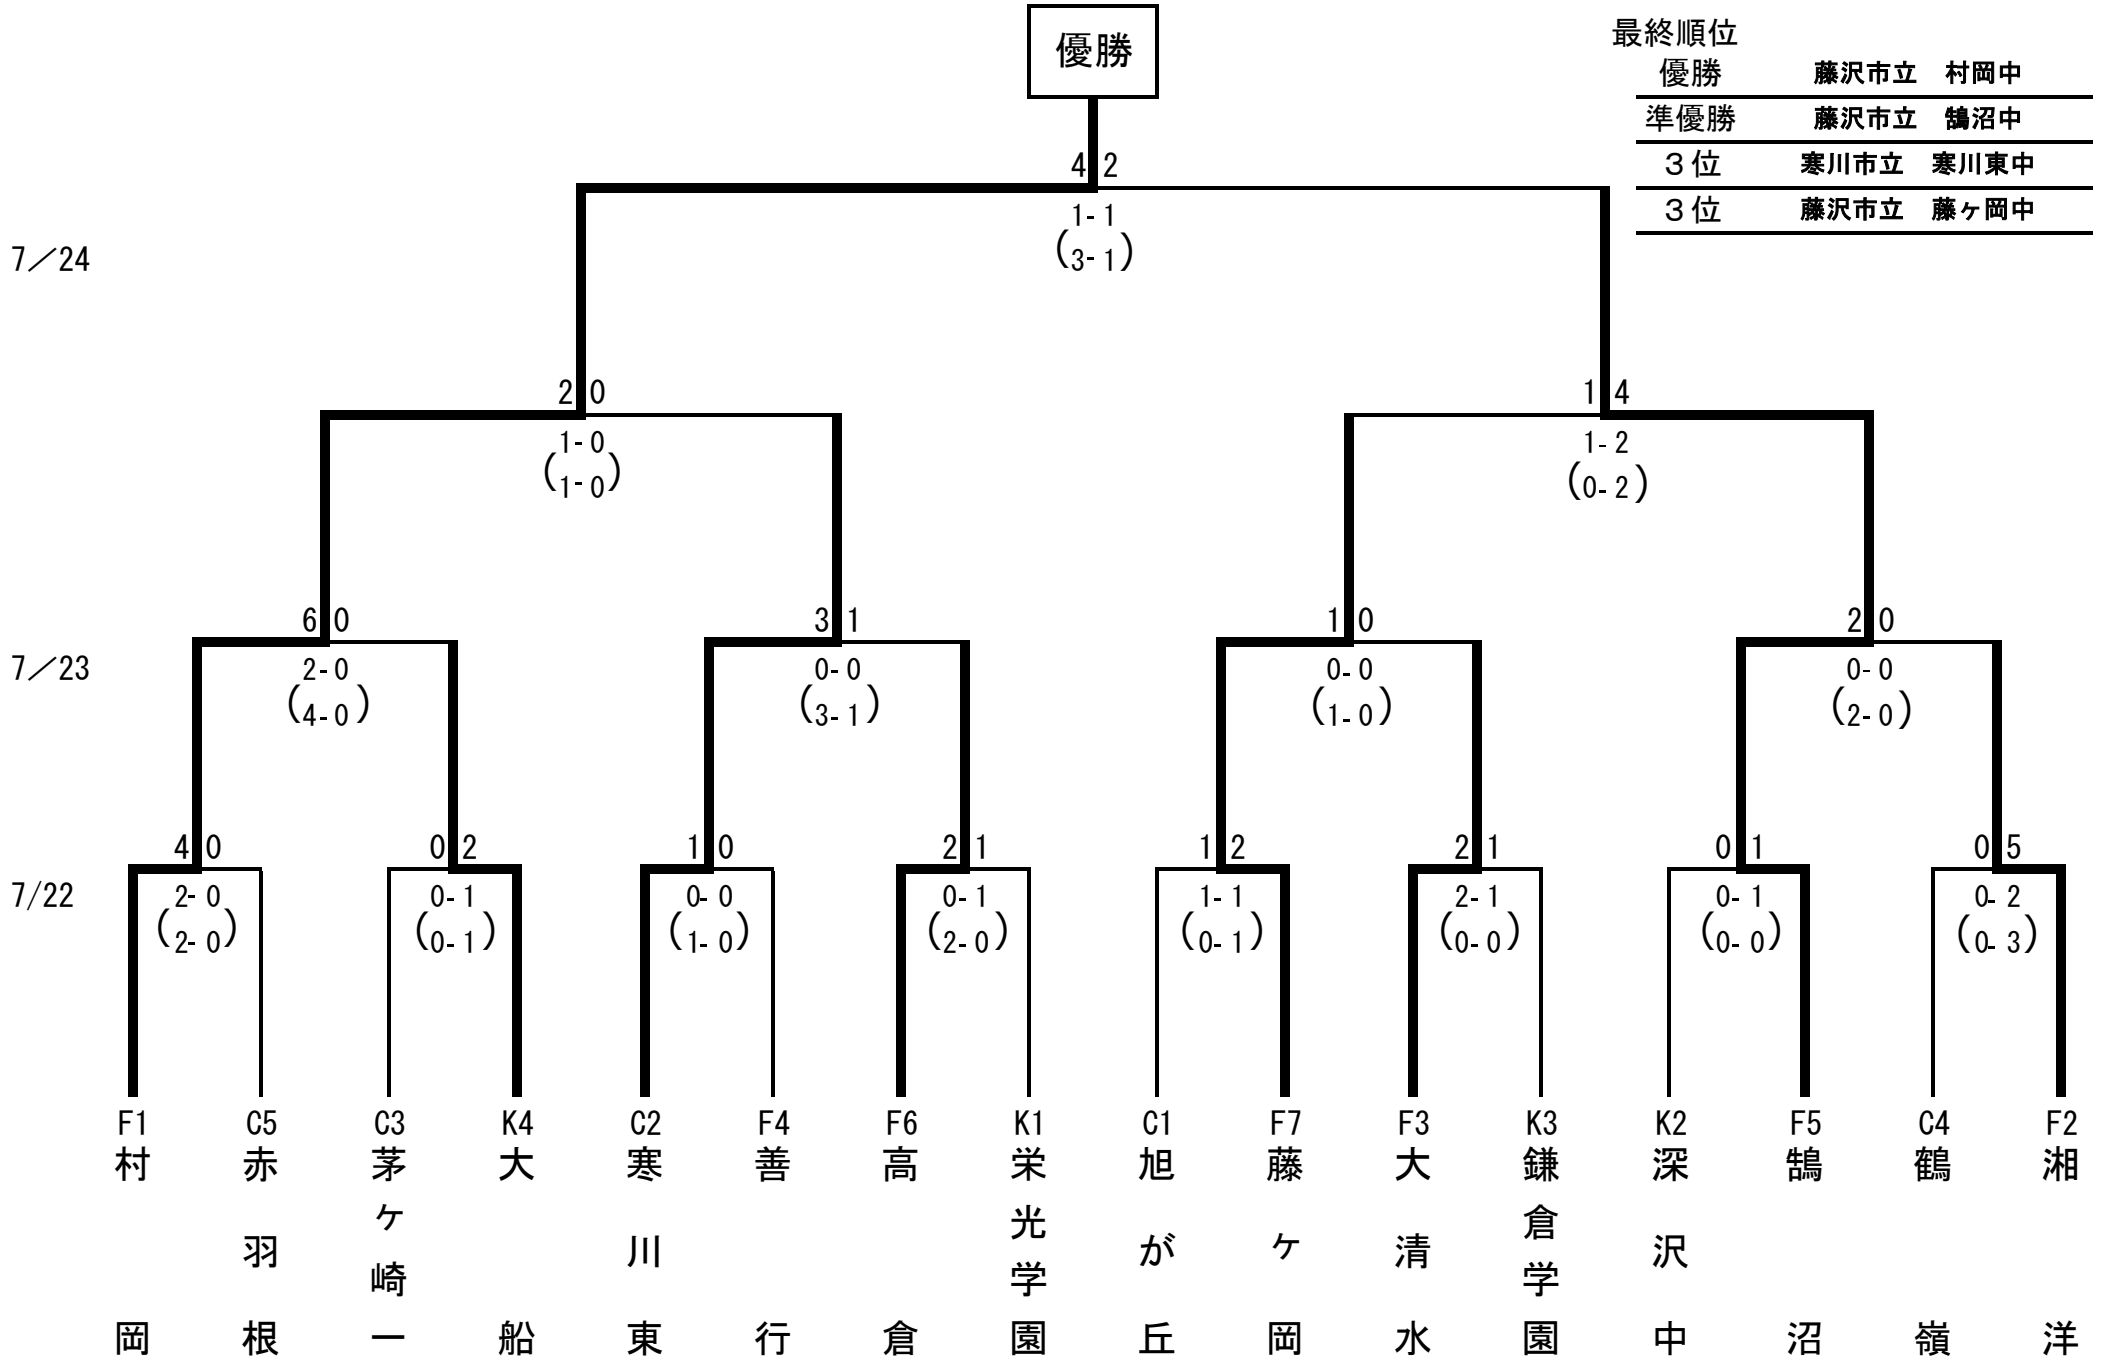 優勝
最終順位
優勝 藤沢市立 村岡中
準優勝 藤沢市立 鵠沼中
３位 寒川市立 寒川東中
３位 藤沢市立 藤ヶ岡中
4 2
1-1
(3-1)
7／24
2 0
1-0
(1-0)
1 4
1-2
(0-2)
7／23
6 0
2-0
(4-0)
3 1
0-0
(3-1)
1 0
0-0
(1-0)
2 0
0-0
(2-0)
7/22
4 0
2-0
(2-0)
0 2
0-1
(0-1)
1 0
0-0
(1-0)
2 1
0-1
(2-0)
1 2
1-1
(0-1)
2 1
2-1
(0-0)
0 1
0-1
(0-0)
0 5
0-2
(0-3)
F1 村岡
C5 赤羽根
C3 茅ケ崎一
K4 大船
C2 寒川東
F4 善行
F6 高倉
K1 栄光学園
C1 旭が丘
F7 藤ケ岡
F3 大清水
K3 鎌倉学園
K2 深沢中
F5 鵠沼
C4 鶴嶺
F2 湘洋